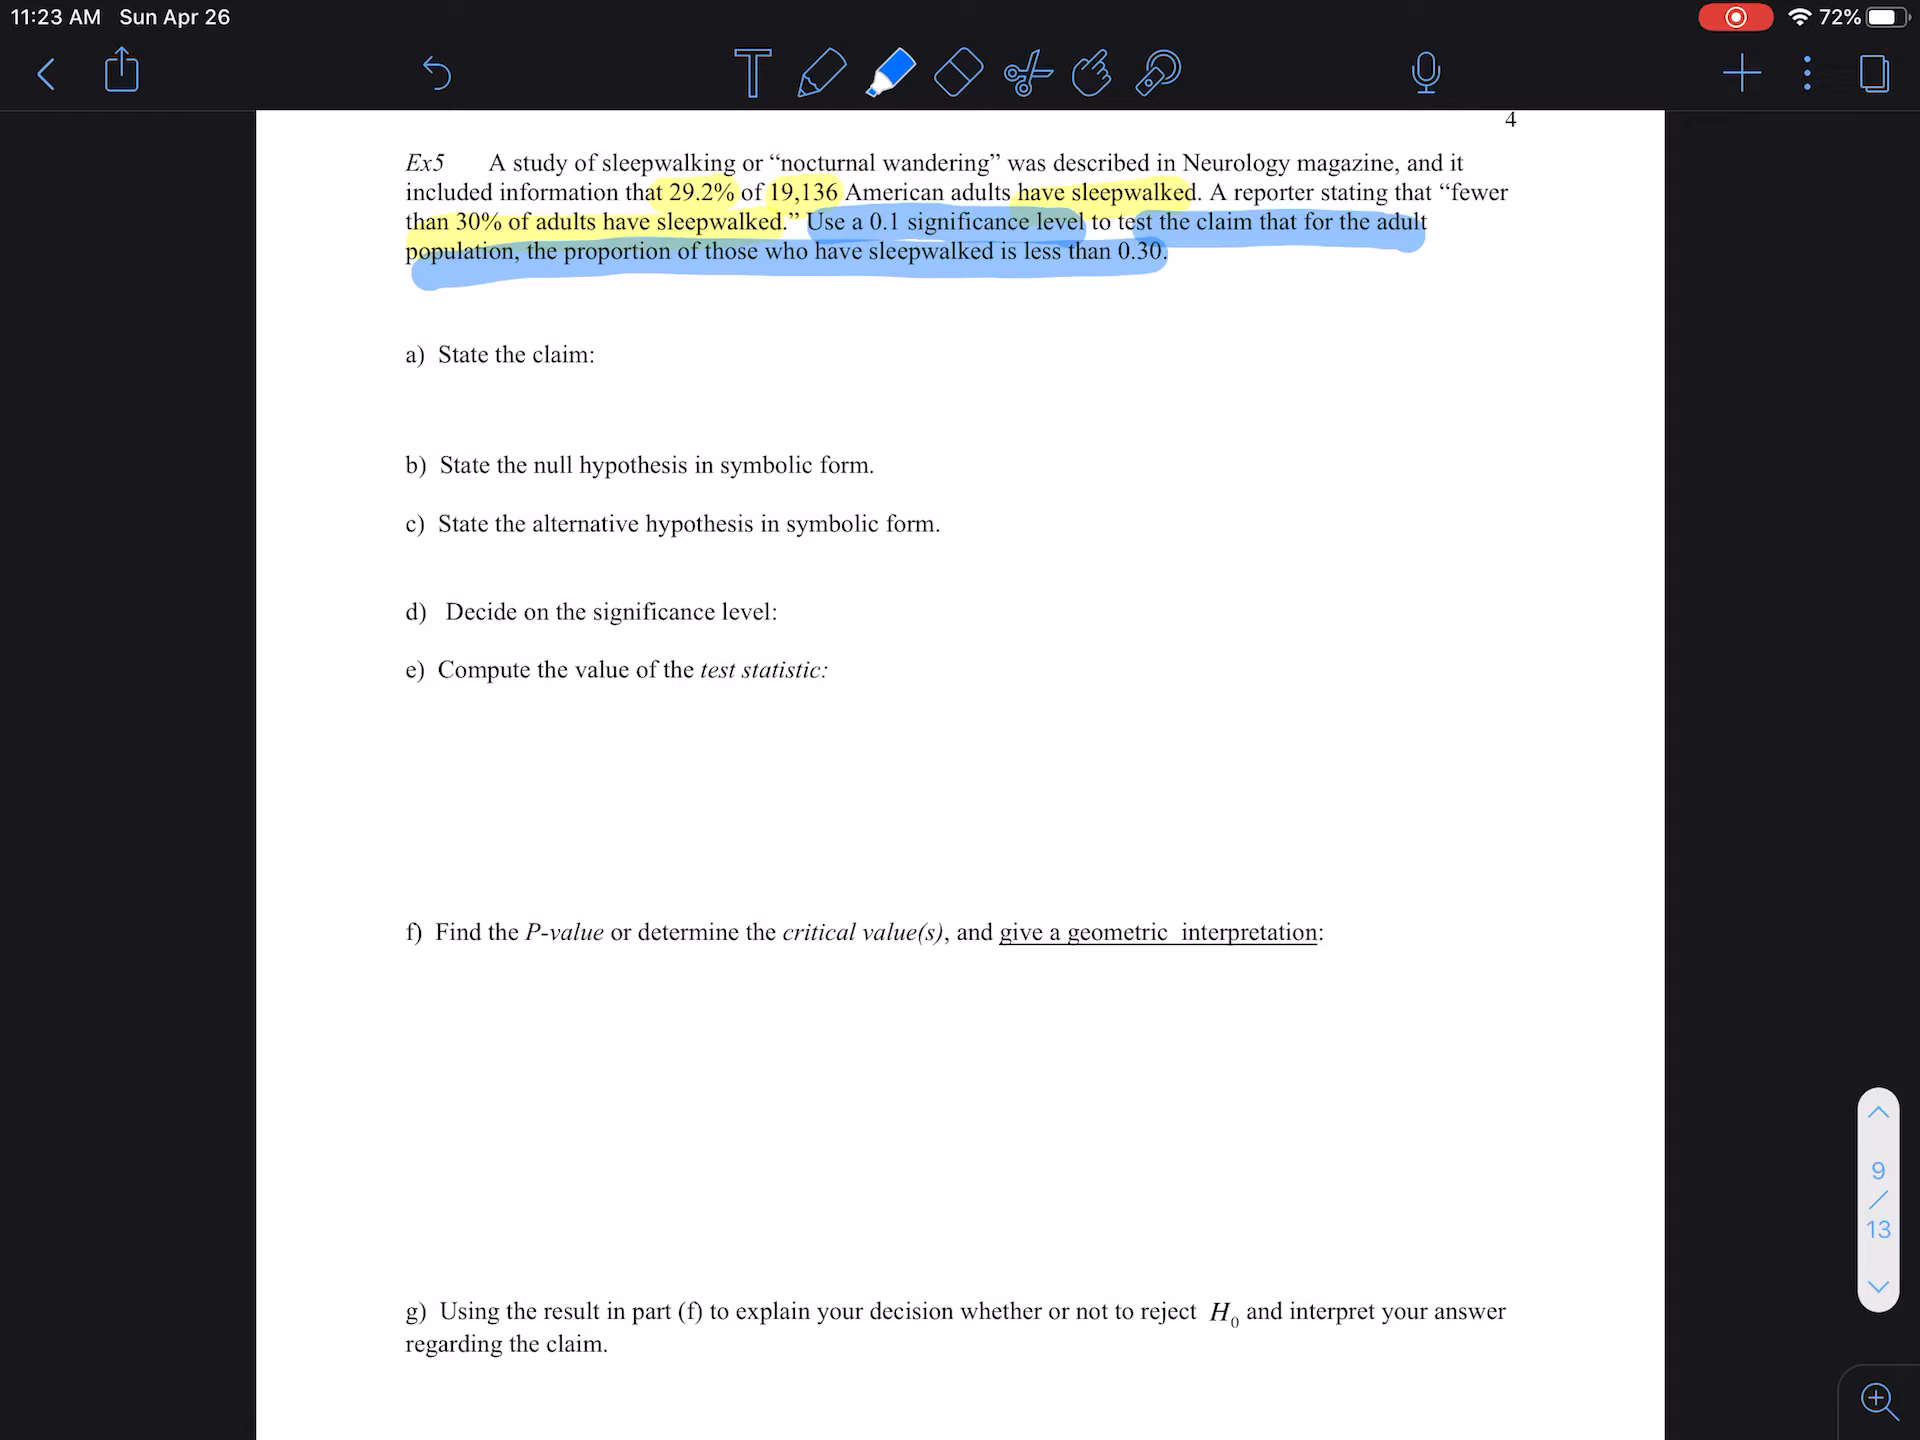 11:23 AM Sun Apr 26
72%
4
Ex5 A study of sleepwalking or “nocturnal wandering” was described in Neurology magazine, and it
included information that 29.2% of 19,136 American adults have sleepwalked. A reporter stating that “fewer
than 30% of adults have sleepwalked.” Use a 0.1 significance level to test the claim that for the adult
population, the proportion of those who have sleepwalked is less than 0.30.
a) State the claim:
b) State the null hypothesis in symbolic form.
c) State the alternative hypothesis in symbolic form.
d) Decide on the significance level:
e) Compute the value of the test statistic:
f) Find the P-value or determine the critical value(s), and give a geometric interpretation:
g) Using the result in part (f) to explain your decision whether or not to reject H₀ and interpret your answer
regarding the claim.
9
/
13